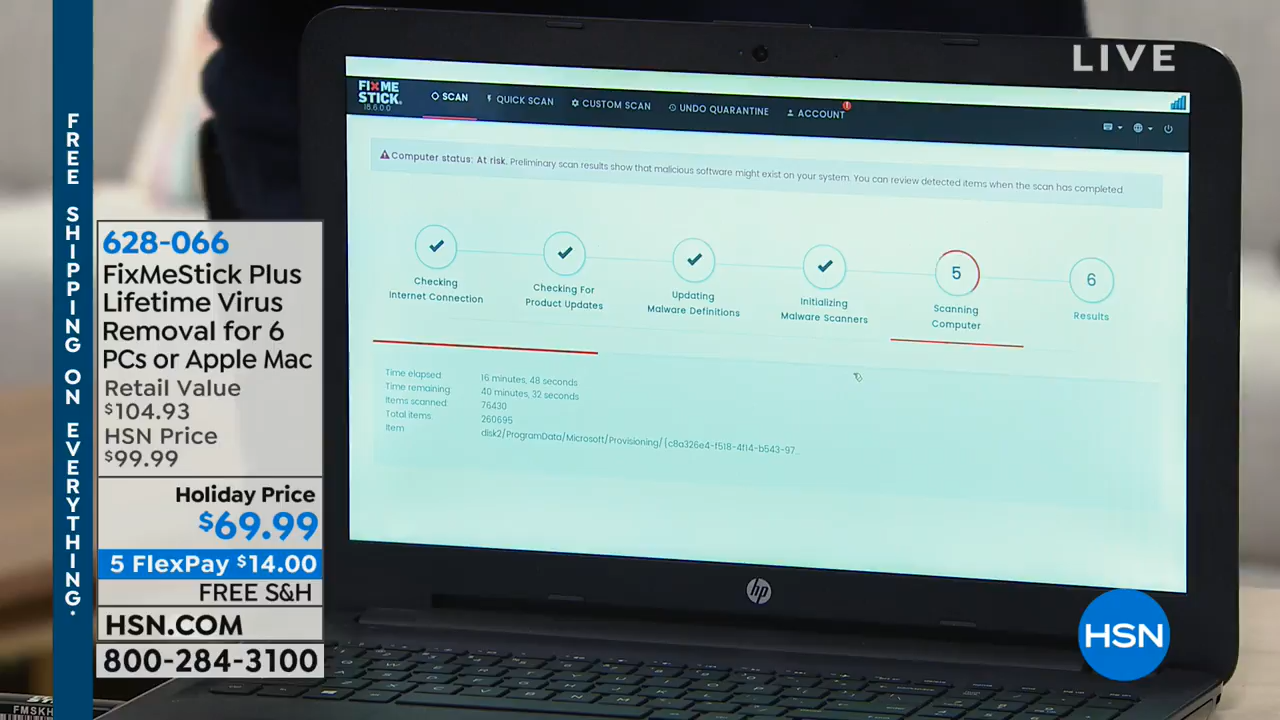 FREE SHIPPING ON EVERYTHING.
628-066
FixMeStick Plus
Lifetime Virus
Removal for 6
PCs or Apple Mac
Retail Value
$104.93
HSN Price
$99.99
Holiday Price
$69.99
5 FlexPay $14.00
FREE S&H
HSN.COM
800-284-3100
LIVE
FIXME
STICK.
SCAN
QUICK SCAN
CUSTOM SCAN
UNDO QUARANTINE
ACCOUNT
Computer status: At risk. Preliminary scan results show that malicious software might exist on your system. You can review detected items when the scan has completed.
Checking
Internet Connection
Checking For
Product Updates
Updating
Malware Definitions
Initializing
Malware Scanners
5
Scanning
Computer
6
Results
Time elapsed: 16 minutes, 48 seconds
Time remaining: 40 minutes, 32 seconds
Items scanned: 76430
Total items 260695
Item disk2/ProgramData/Microsoft/Provisioning/{c8a326e4-f518-4f14-b543-97...
hp
HSN
FMSKH